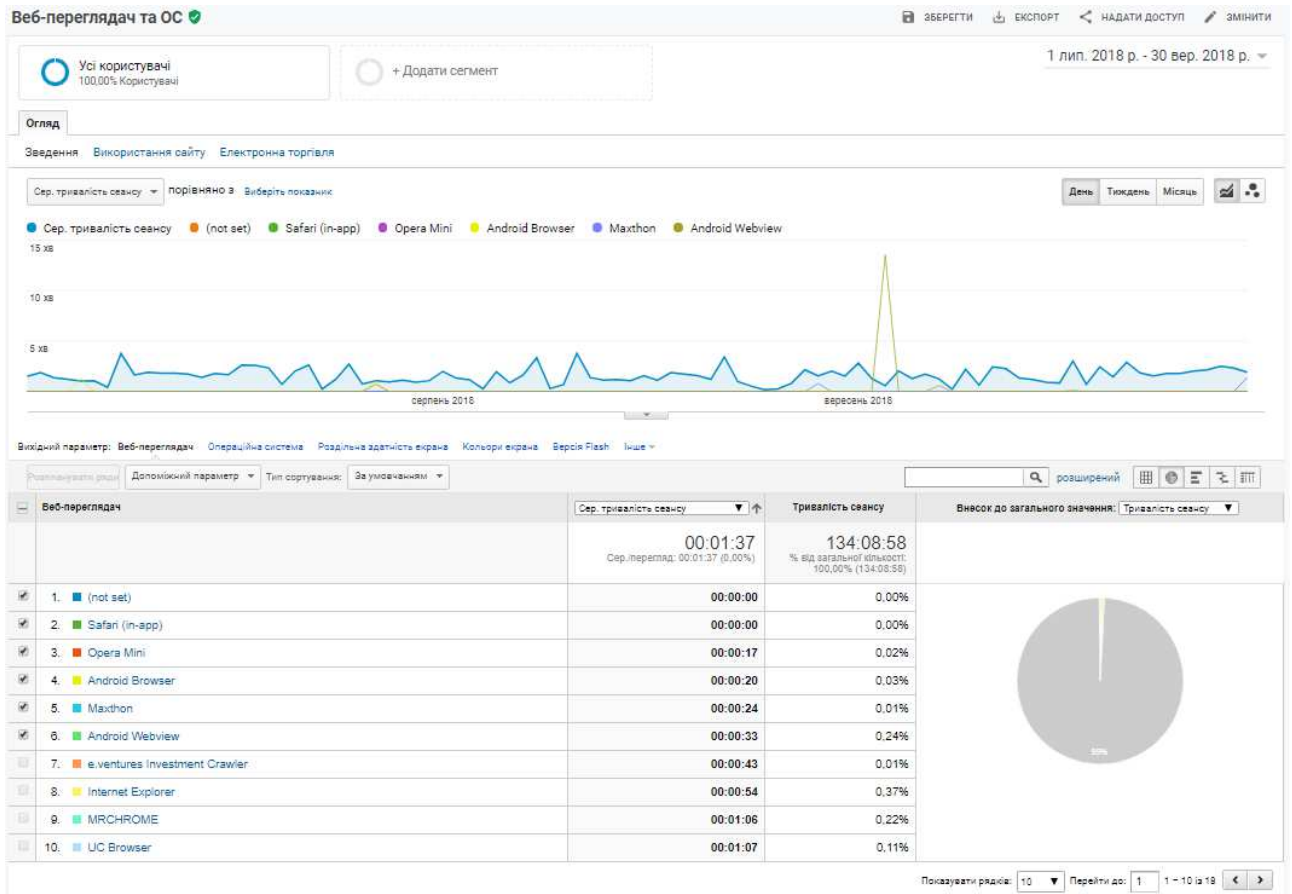 Веб-переглядач та ОС
ЗБЕРЕГТИ ЕКСПОРТ НАДАТИ ДОСТУП ЗМІНИТИ
Усі користувачі
100,00% Користувачі
+ Додати сегмент
1 лип. 2018 р. - 30 вер. 2018 р.
Огляд
Зведення Використання сайту Електронна торгівля
Сер. тривалість сеансу порівняно з Виберіть показник
День Тиждень Місяць
Сер. тривалість сеансу (not set) Safari (in-app) Opera Mini Android Browser Maxthon Android Webview
15 хв
10 хв
5 хв
серпень 2018 вересень 2018
Вихідний параметр: Веб-переглядач Операційна система Роздільна здатність екрана Кольори екрана Версія Flash Інше
Розпланувати рядки Допоміжний параметр Тип сортування: За умовчанням розширений
Веб-переглядач Сер. тривалість сеансу Тривалість сеансу Внесок до загального значення: Тривалість сеансу
00:01:37 134:08:58
Сер./перегляд: 00:01:37 (0,00%) % від загальної кількості:
100,00% (134:08:58)
1. (not set) 00:00:00 0,00%
2. Safari (in-app) 00:00:00 0,00%
3. Opera Mini 00:00:17 0,02%
4. Android Browser 00:00:20 0,03%
5. Maxthon 00:00:24 0,01%
6. Android Webview 00:00:33 0,24%
7. e.ventures Investment Crawler 00:00:43 0,01%
8. Internet Explorer 00:00:54 0,37%
9. MRCHROME 00:01:06 0,22%
10. UC Browser 00:01:07 0,11%
99%
Показувати рядків: 10 Перейти до: 1 1 – 10 із 19